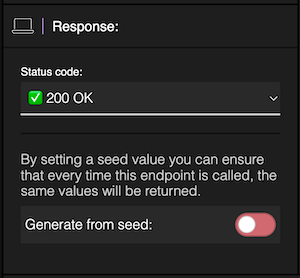 Response:
Status code:
✅ 200 OK
By setting a seed value you can ensure
that every time this endpoint is called, the
same values will be returned.
Generate from seed: